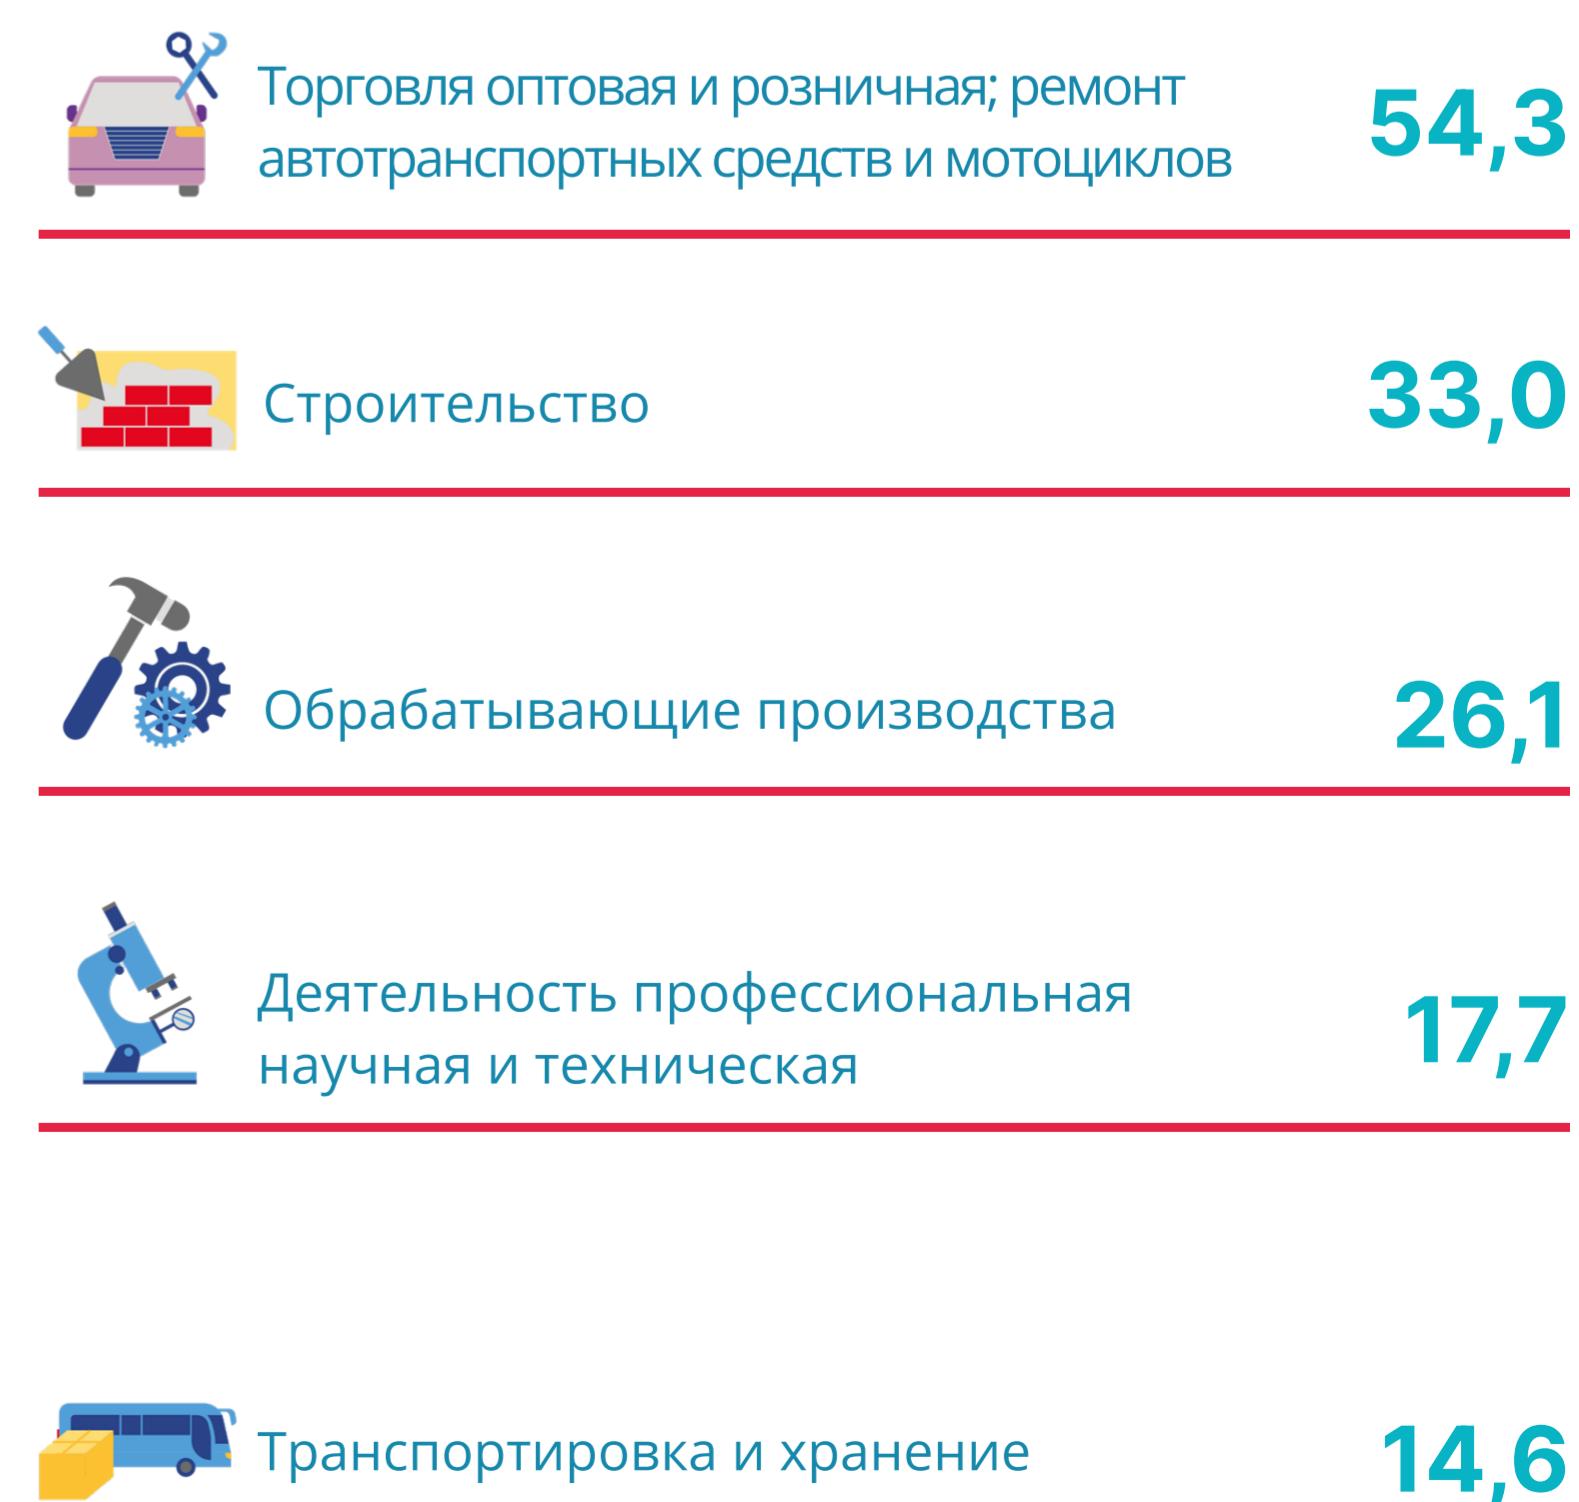 Торговля оптовая и розничная; ремонт
автотранспортных средств и мотоциклов
54,3
Строительство
33,0
Обрабатывающие производства
26,1
Деятельность профессиональная
научная и техническая
17,7
Транспортировка и хранение
14,6